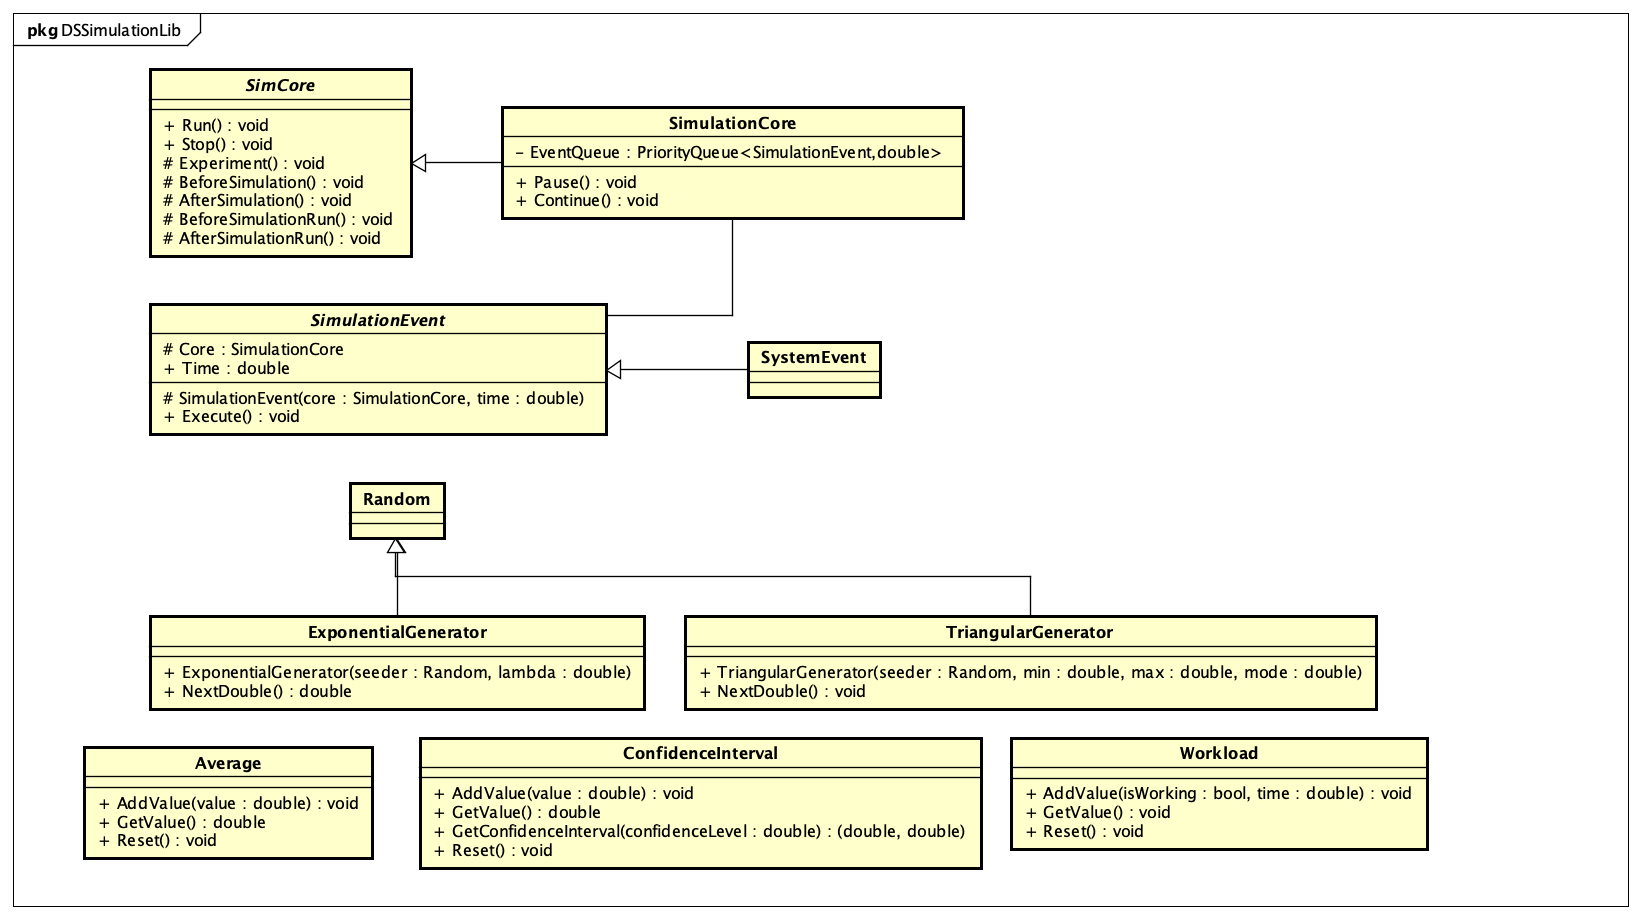 pkg DSSimulationLib
SimCore
+ Run() : void
+ Stop() : void
# Experiment() : void
# BeforeSimulation() : void
# AfterSimulation() : void
# BeforeSimulationRun() : void
# AfterSimulationRun() : void
SimulationCore
- EventQueue : PriorityQueue<SimulationEvent,double>
+ Pause() : void
+ Continue() : void
SimulationEvent
# Core : SimulationCore
+ Time : double
# SimulationEvent(core : SimulationCore, time : double)
+ Execute() : void
SystemEvent
Random
ExponentialGenerator
+ ExponentialGenerator(seeder : Random, lambda : double)
+ NextDouble() : double
TriangularGenerator
+ TriangularGenerator(seeder : Random, min : double, max : double, mode : double)
+ NextDouble() : void
Average
+ AddValue(value : double) : void
+ GetValue() : double
+ Reset() : void
ConfidenceInterval
+ AddValue(value : double) : void
+ GetValue() : double
+ GetConfidenceInterval(confidenceLevel : double) : (double, double)
+ Reset() : void
Workload
+ AddValue(isWorking : bool, time : double) : void
+ GetValue() : void
+ Reset() : void